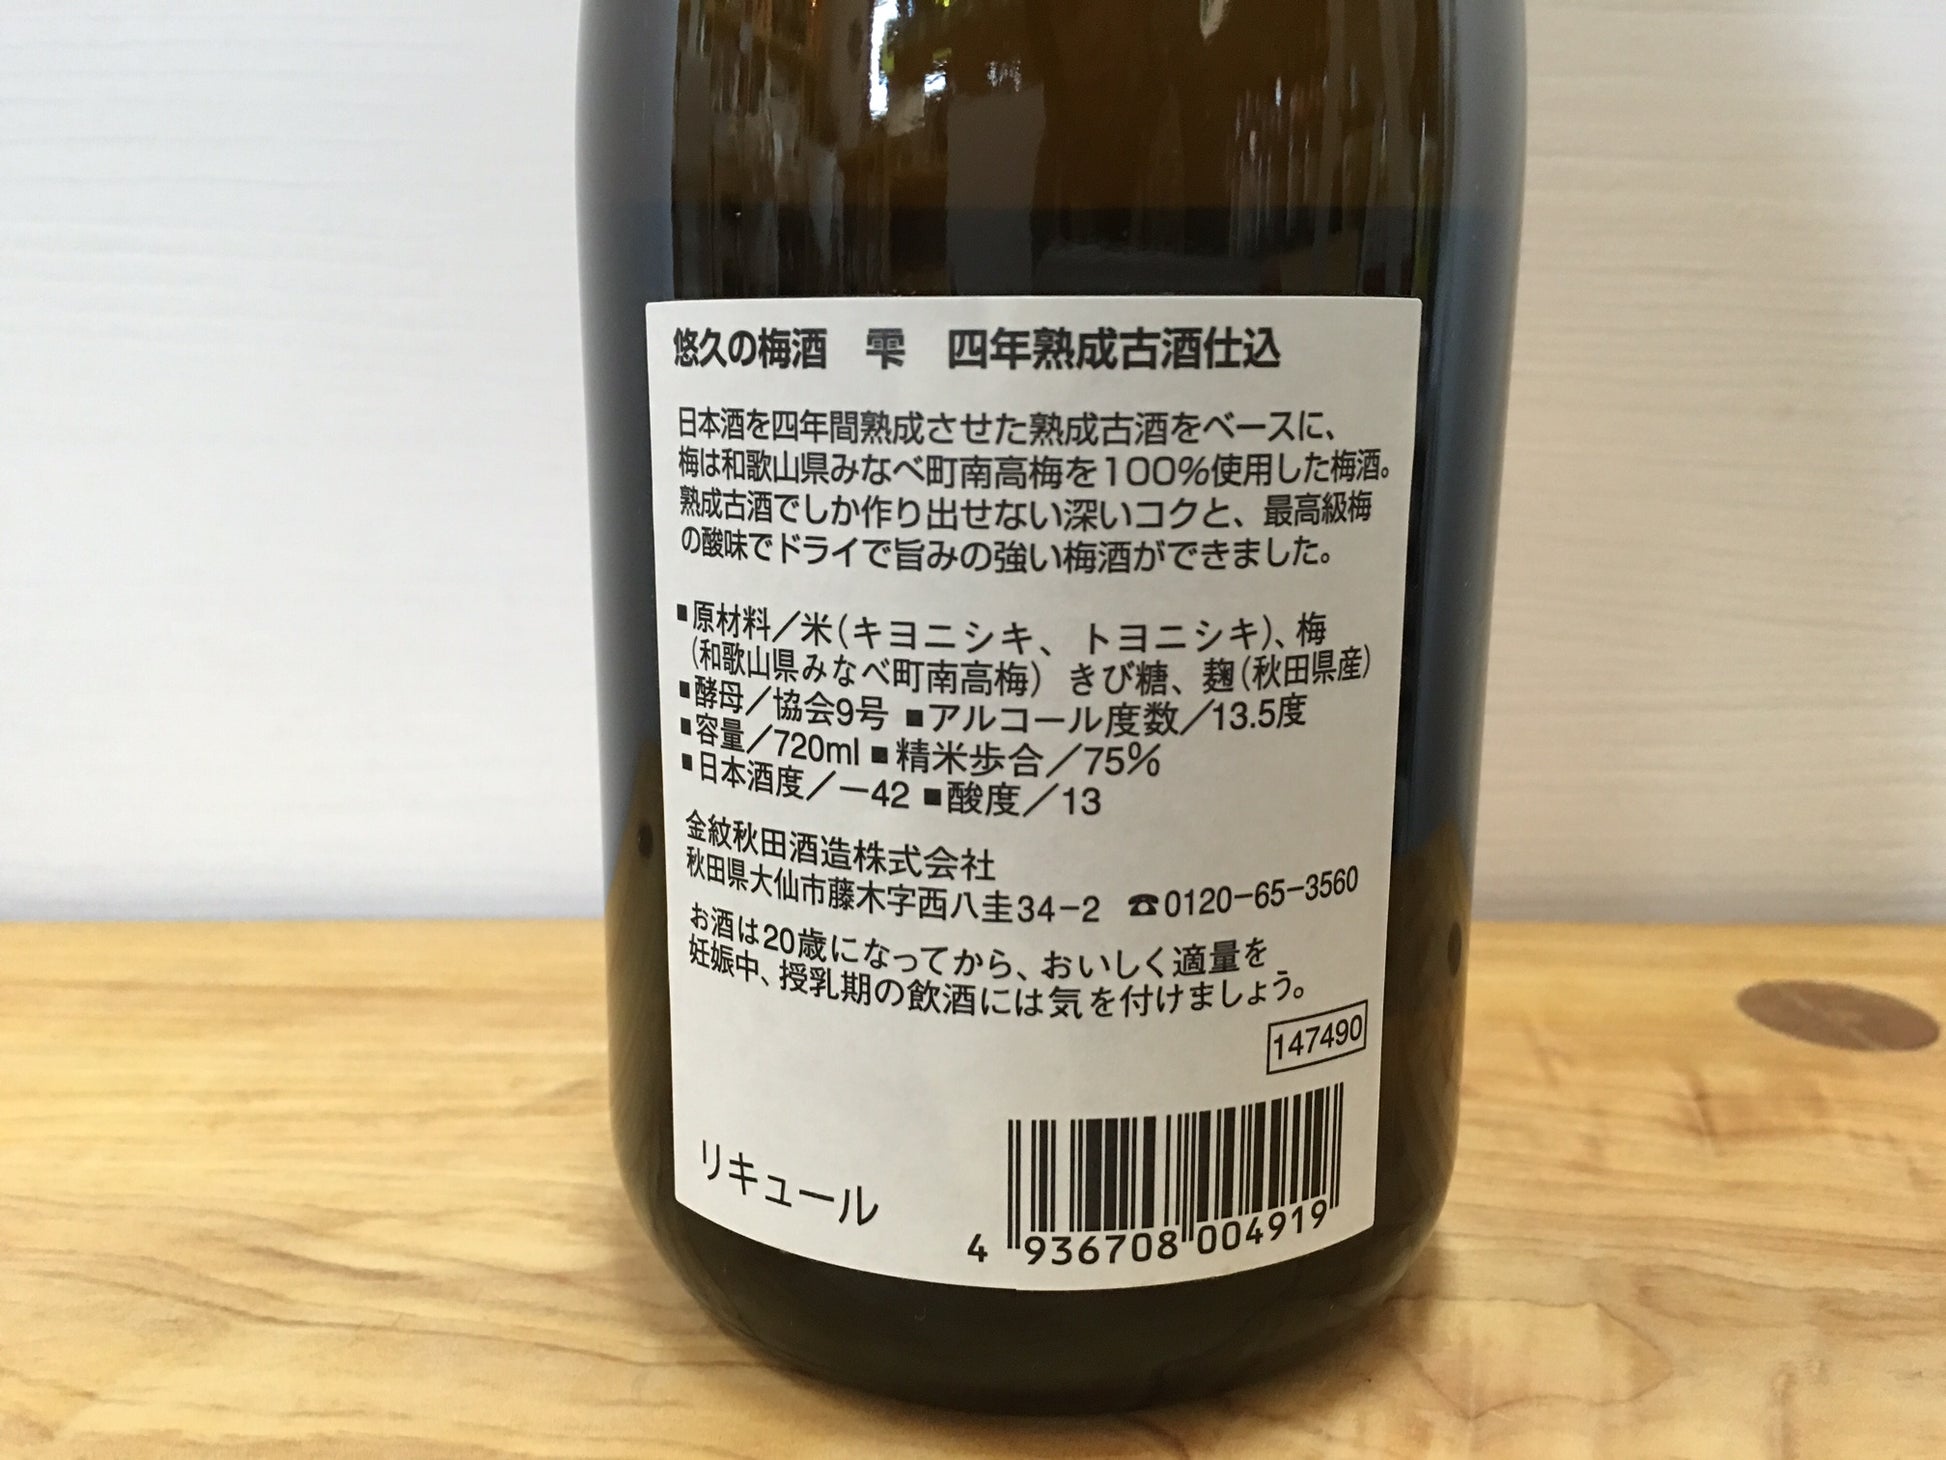 悠久の梅酒　雫　四年熟成古酒仕込
日本酒を四年間熟成させた熟成古酒をベースに、
梅は和歌山県みなべ町南高梅を100%使用した梅酒。
熟成古酒でしか作り出せない深いコクと、最高級梅
の酸味でドライで旨みの強い梅酒ができました。
■原材料／米(キヨニシキ、トヨニシキ)、梅
(和歌山県みなべ町南高梅) きび糖、麹(秋田県産)
■酵母／協会9号 ■アルコール度数／13.5度
■容量／720ml ■精米歩合／75%
■日本酒度／－42 ■酸度／13
金紋秋田酒造株式会社
秋田県大仙市藤木字西八圭34-2 ☎0120-65-3560
お酒は20歳になってから、おいしく適量を
妊娠中、授乳期の飲酒には気を付けましょう。
147490
リキュール
4 936708 004919